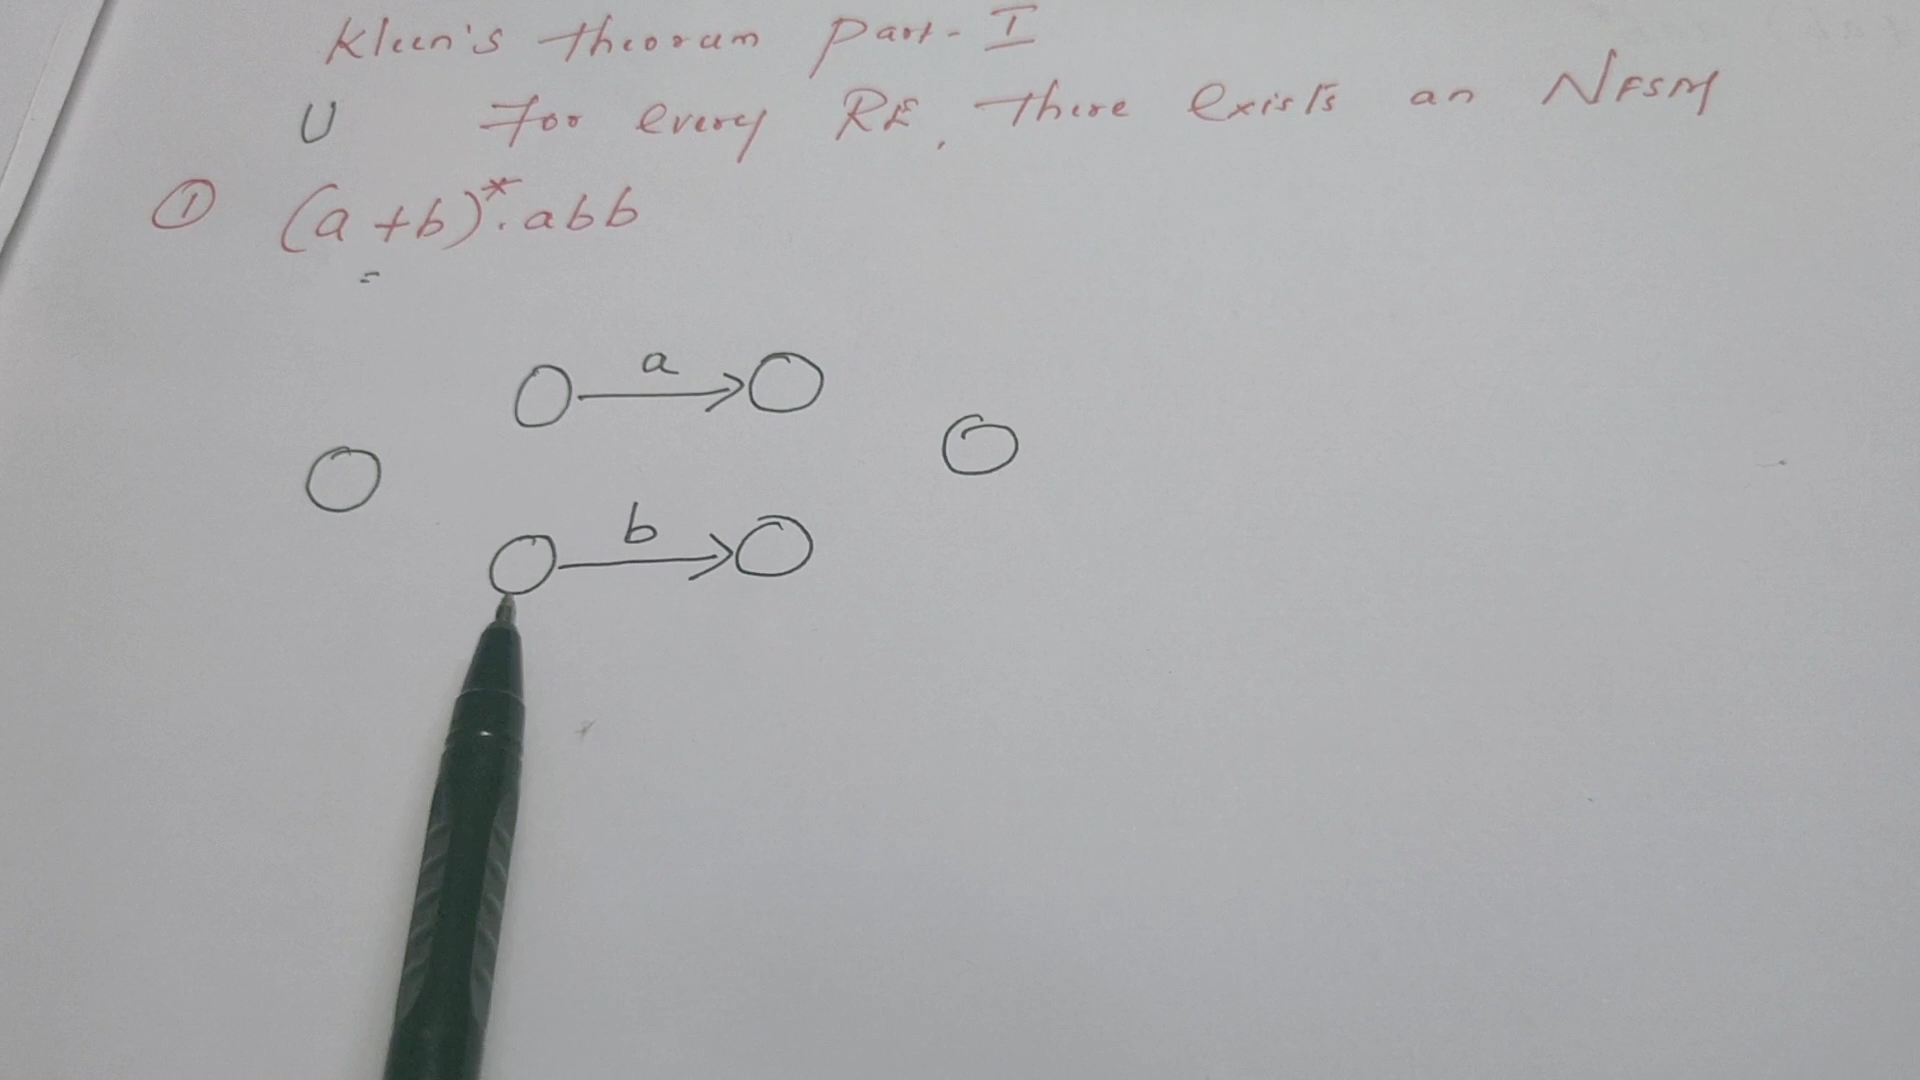 Kleen's theoram Part-I
U For every RE, There exists an NFSM
① (a+b)*.abb
=
a
b